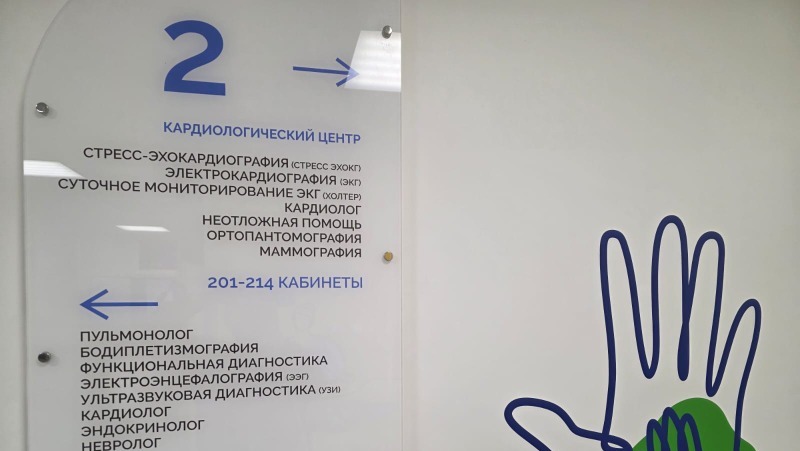 2
КАРДИОЛОГИЧЕСКИЙ ЦЕНТР
СТРЕСС-ЭХОКАРДИОГРАФИЯ (СТРЕСС ЭХОКГ)
ЭЛЕКТРОКАРДИОГРАФИЯ (ЭКГ)
СУТОЧНОЕ МОНИТОРИРОВАНИЕ ЭКГ (ХОЛТЕР)
КАРДИОЛОГ
НЕОТЛОЖНАЯ ПОМОЩЬ
ОРТОПАНТОМОГРАФИЯ
МАММОГРАФИЯ
201-214 КАБИНЕТЫ
ПУЛЬМОНОЛОГ
БОДИПЛЕТИЗМОГРАФИЯ
ФУНКЦИОНАЛЬНАЯ ДИАГНОСТИКА
ЭЛЕКТРОЭНЦЕФАЛОГРАФИЯ (ЭЭГ)
УЛЬТРАЗВУКОВАЯ ДИАГНОСТИКА (УЗИ)
КАРДИОЛОГ
ЭНДОКРИНОЛОГ
НЕВРОЛОГ